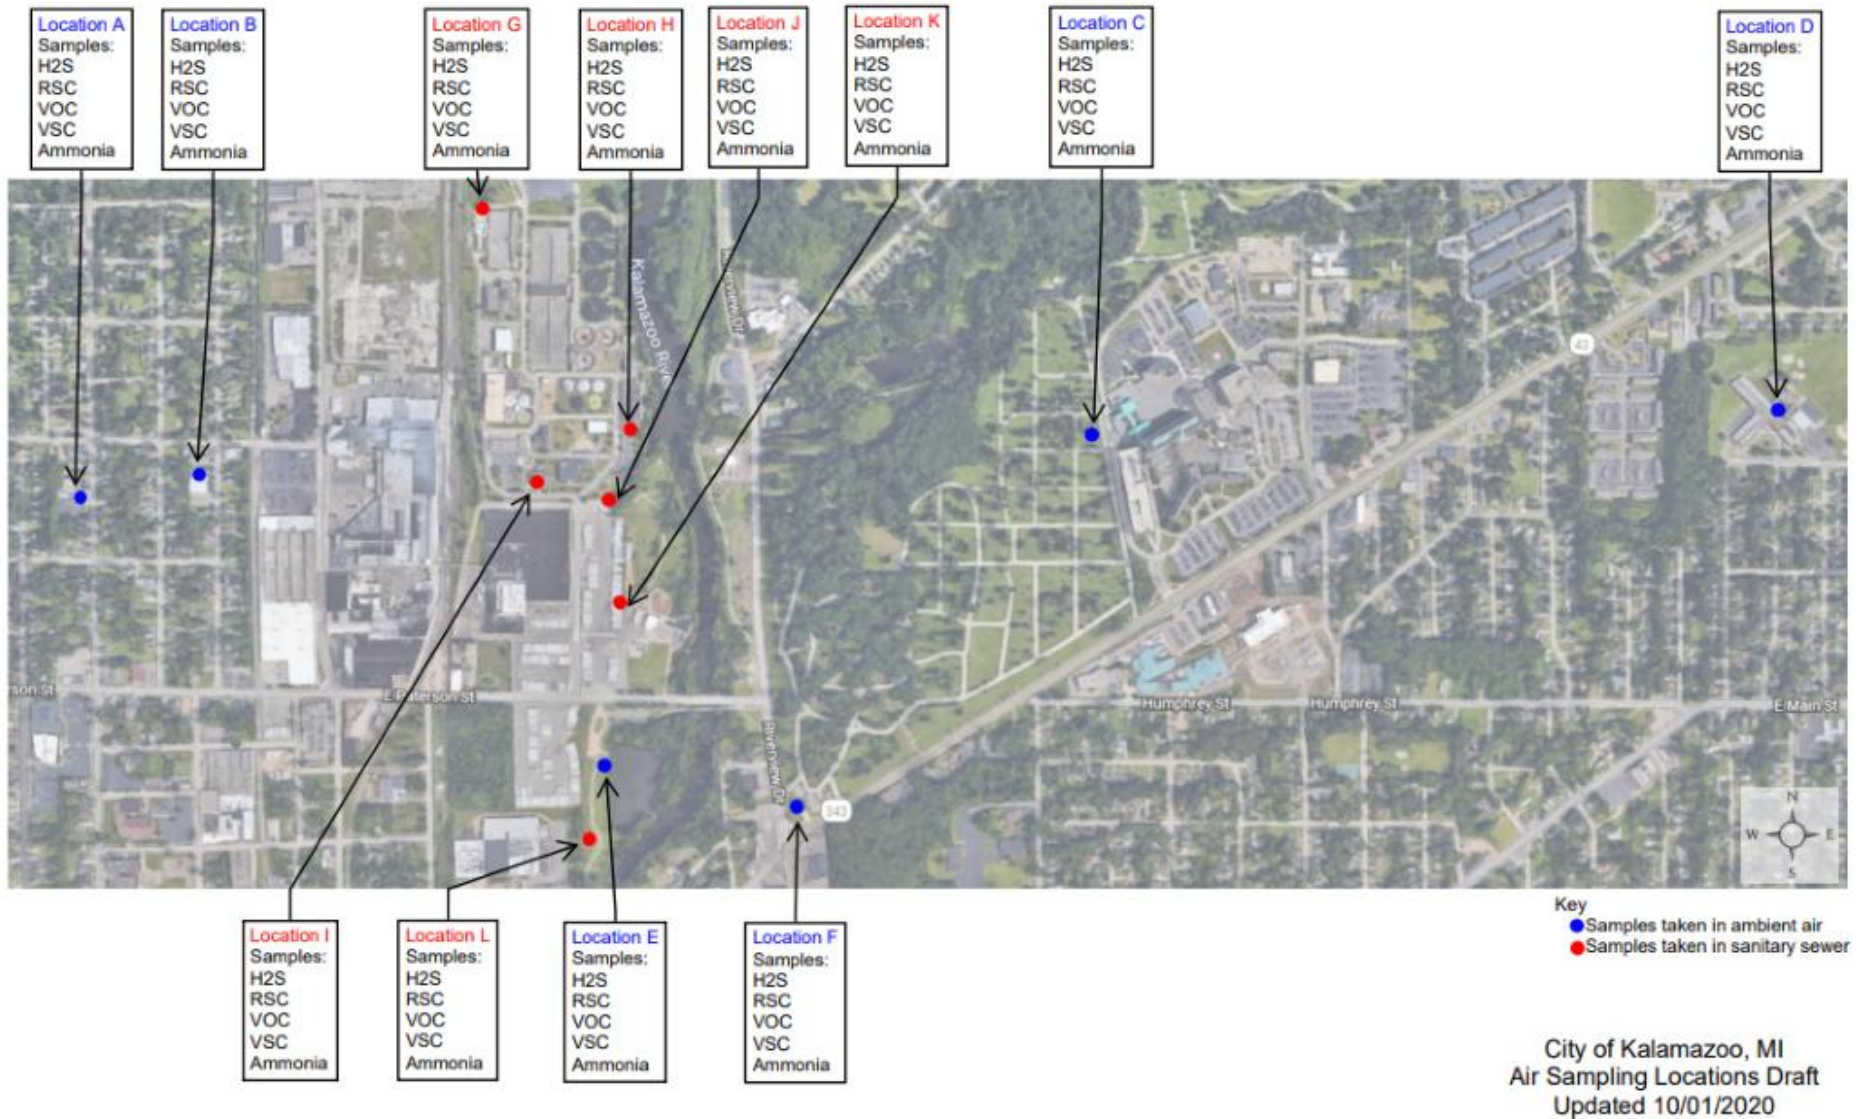 Location A
Samples:
H2S
RSC
VOC
VSC
Ammonia
Location B
Samples:
H2S
RSC
VOC
VSC
Ammonia
Location G
Samples:
H2S
RSC
VOC
VSC
Ammonia
Location H
Samples:
H2S
RSC
VOC
VSC
Ammonia
Location J
Samples:
H2S
RSC
VOC
VSC
Ammonia
Location K
Samples:
H2S
RSC
VOC
VSC
Ammonia
Location C
Samples:
H2S
RSC
VOC
VSC
Ammonia
Location D
Samples:
H2S
RSC
VOC
VSC
Ammonia
Kalamazoo Rive
43
rson St
E Paterson St
Humphrey St
Humphrey St
E Main St
Riverview Dr
343
N
W E
S
Location I
Samples:
H2S
RSC
VOC
VSC
Ammonia
Location L
Samples:
H2S
RSC
VOC
VSC
Ammonia
Location E
Samples:
H2S
RSC
VOC
VSC
Ammonia
Location F
Samples:
H2S
RSC
VOC
VSC
Ammonia
Key
Samples taken in ambient air
Samples taken in sanitary sewer
City of Kalamazoo, MI
Air Sampling Locations Draft
Updated 10/01/2020